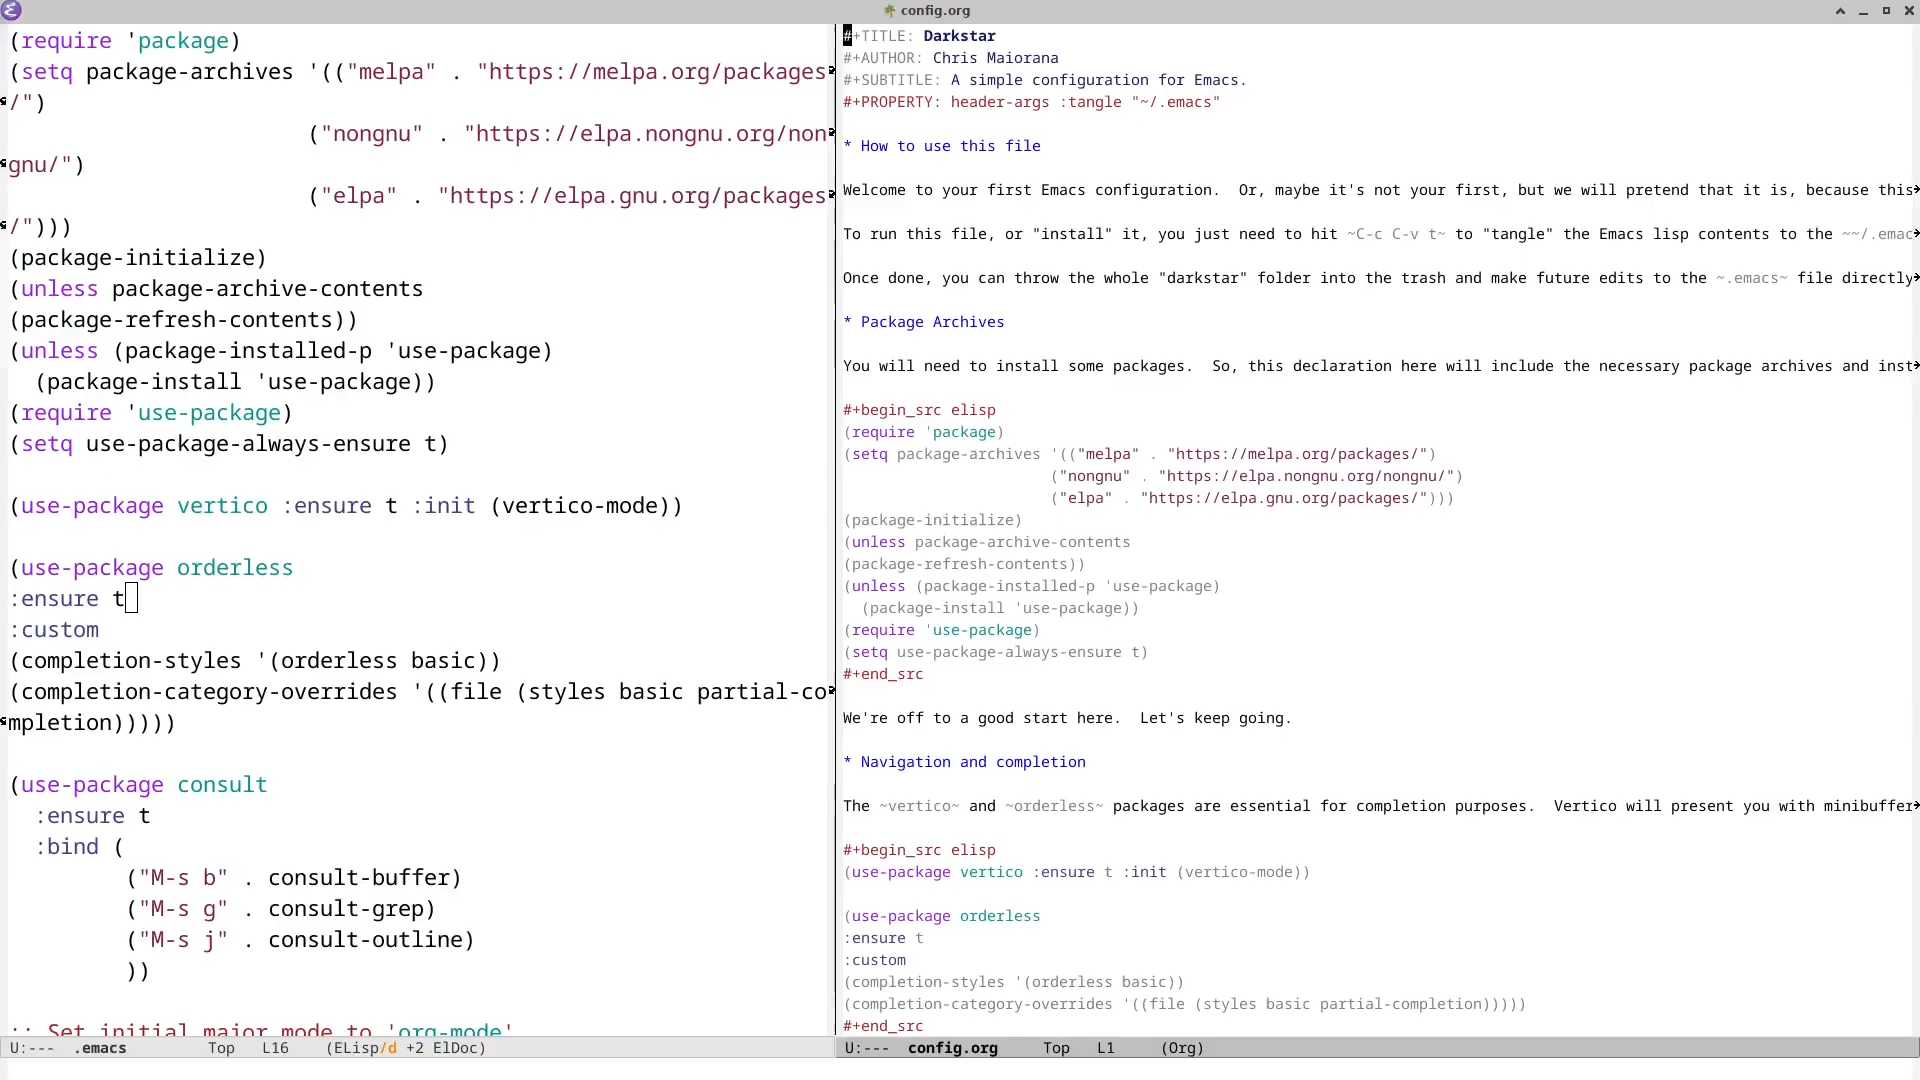 config.org
(require 'package)
(setq package-archives '(("melpa" . "https://melpa.org/packages
/")
("nongnu" . "https://elpa.nongnu.org/non
gnu/")
("elpa" . "https://elpa.gnu.org/packages
/")))
(package-initialize)
(unless package-archive-contents
(package-refresh-contents))
(unless (package-installed-p 'use-package)
  (package-install 'use-package))
(require 'use-package)
(setq use-package-always-ensure t)
(use-package vertico :ensure t :init (vertico-mode))
(use-package orderless
:ensure t
:custom
(completion-styles '(orderless basic))
(completion-category-overrides '((file (styles basic partial-co
mpletion)))))
(use-package consult
  :ensure t
  :bind (
         ("M-s b" . consult-buffer)
         ("M-s g" . consult-grep)
         ("M-s j" . consult-outline)
         ))
;; Set initial major mode to 'org-mode'
U:--- .emacs Top L16 (ELisp/d +2 ElDoc)
#+TITLE: Darkstar
#+AUTHOR: Chris Maiorana
#+SUBTITLE: A simple configuration for Emacs.
#+PROPERTY: header-args :tangle "~/.emacs"
* How to use this file
Welcome to your first Emacs configuration.  Or, maybe it's not your first, but we will pretend that it is, because this
To run this file, or "install" it, you just need to hit ~C-c C-v t~ to "tangle" the Emacs lisp contents to the ~~/.emac
Once done, you can throw the whole "darkstar" folder into the trash and make future edits to the ~.emacs~ file directly
* Package Archives
You will need to install some packages.  So, this declaration here will include the necessary package archives and inst
#+begin_src elisp
(require 'package)
(setq package-archives '(("melpa" . "https://melpa.org/packages/")
                       ("nongnu" . "https://elpa.nongnu.org/nongnu/")
                       ("elpa" . "https://elpa.gnu.org/packages/")))
(package-initialize)
(unless package-archive-contents
(package-refresh-contents))
(unless (package-installed-p 'use-package)
  (package-install 'use-package))
(require 'use-package)
(setq use-package-always-ensure t)
#+end_src
We're off to a good start here.  Let's keep going.
* Navigation and completion
The ~vertico~ and ~orderless~ packages are essential for completion purposes.  Vertico will present you with minibuffer
#+begin_src elisp
(use-package vertico :ensure t :init (vertico-mode))
(use-package orderless
:ensure t
:custom
(completion-styles '(orderless basic))
(completion-category-overrides '((file (styles basic partial-completion)))))
#+end_src
U:--- config.org Top L1 (Org)